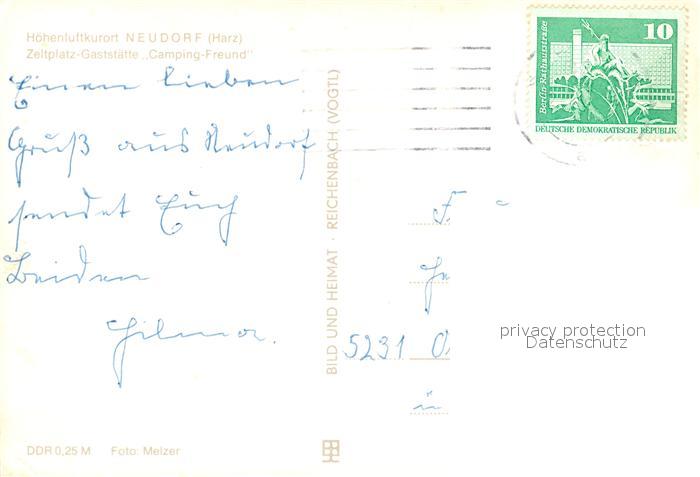 Höhenluftkurort NEUDORF (Harz)
Zeltplatz-Gaststätte „Camping-Freund"
Einen lieben
Gruß aus Neudorf
sendet Euch
Beiden
BILD UND HEIMAT · REICHENBACH (VOGTL)
10
Berlin-Rathausstraße
DEUTSCHE DEMOKRATISCHE REPUBLIK
5231
privacy protection
Datenschutz
DDR 0,25 M Foto: Melzer